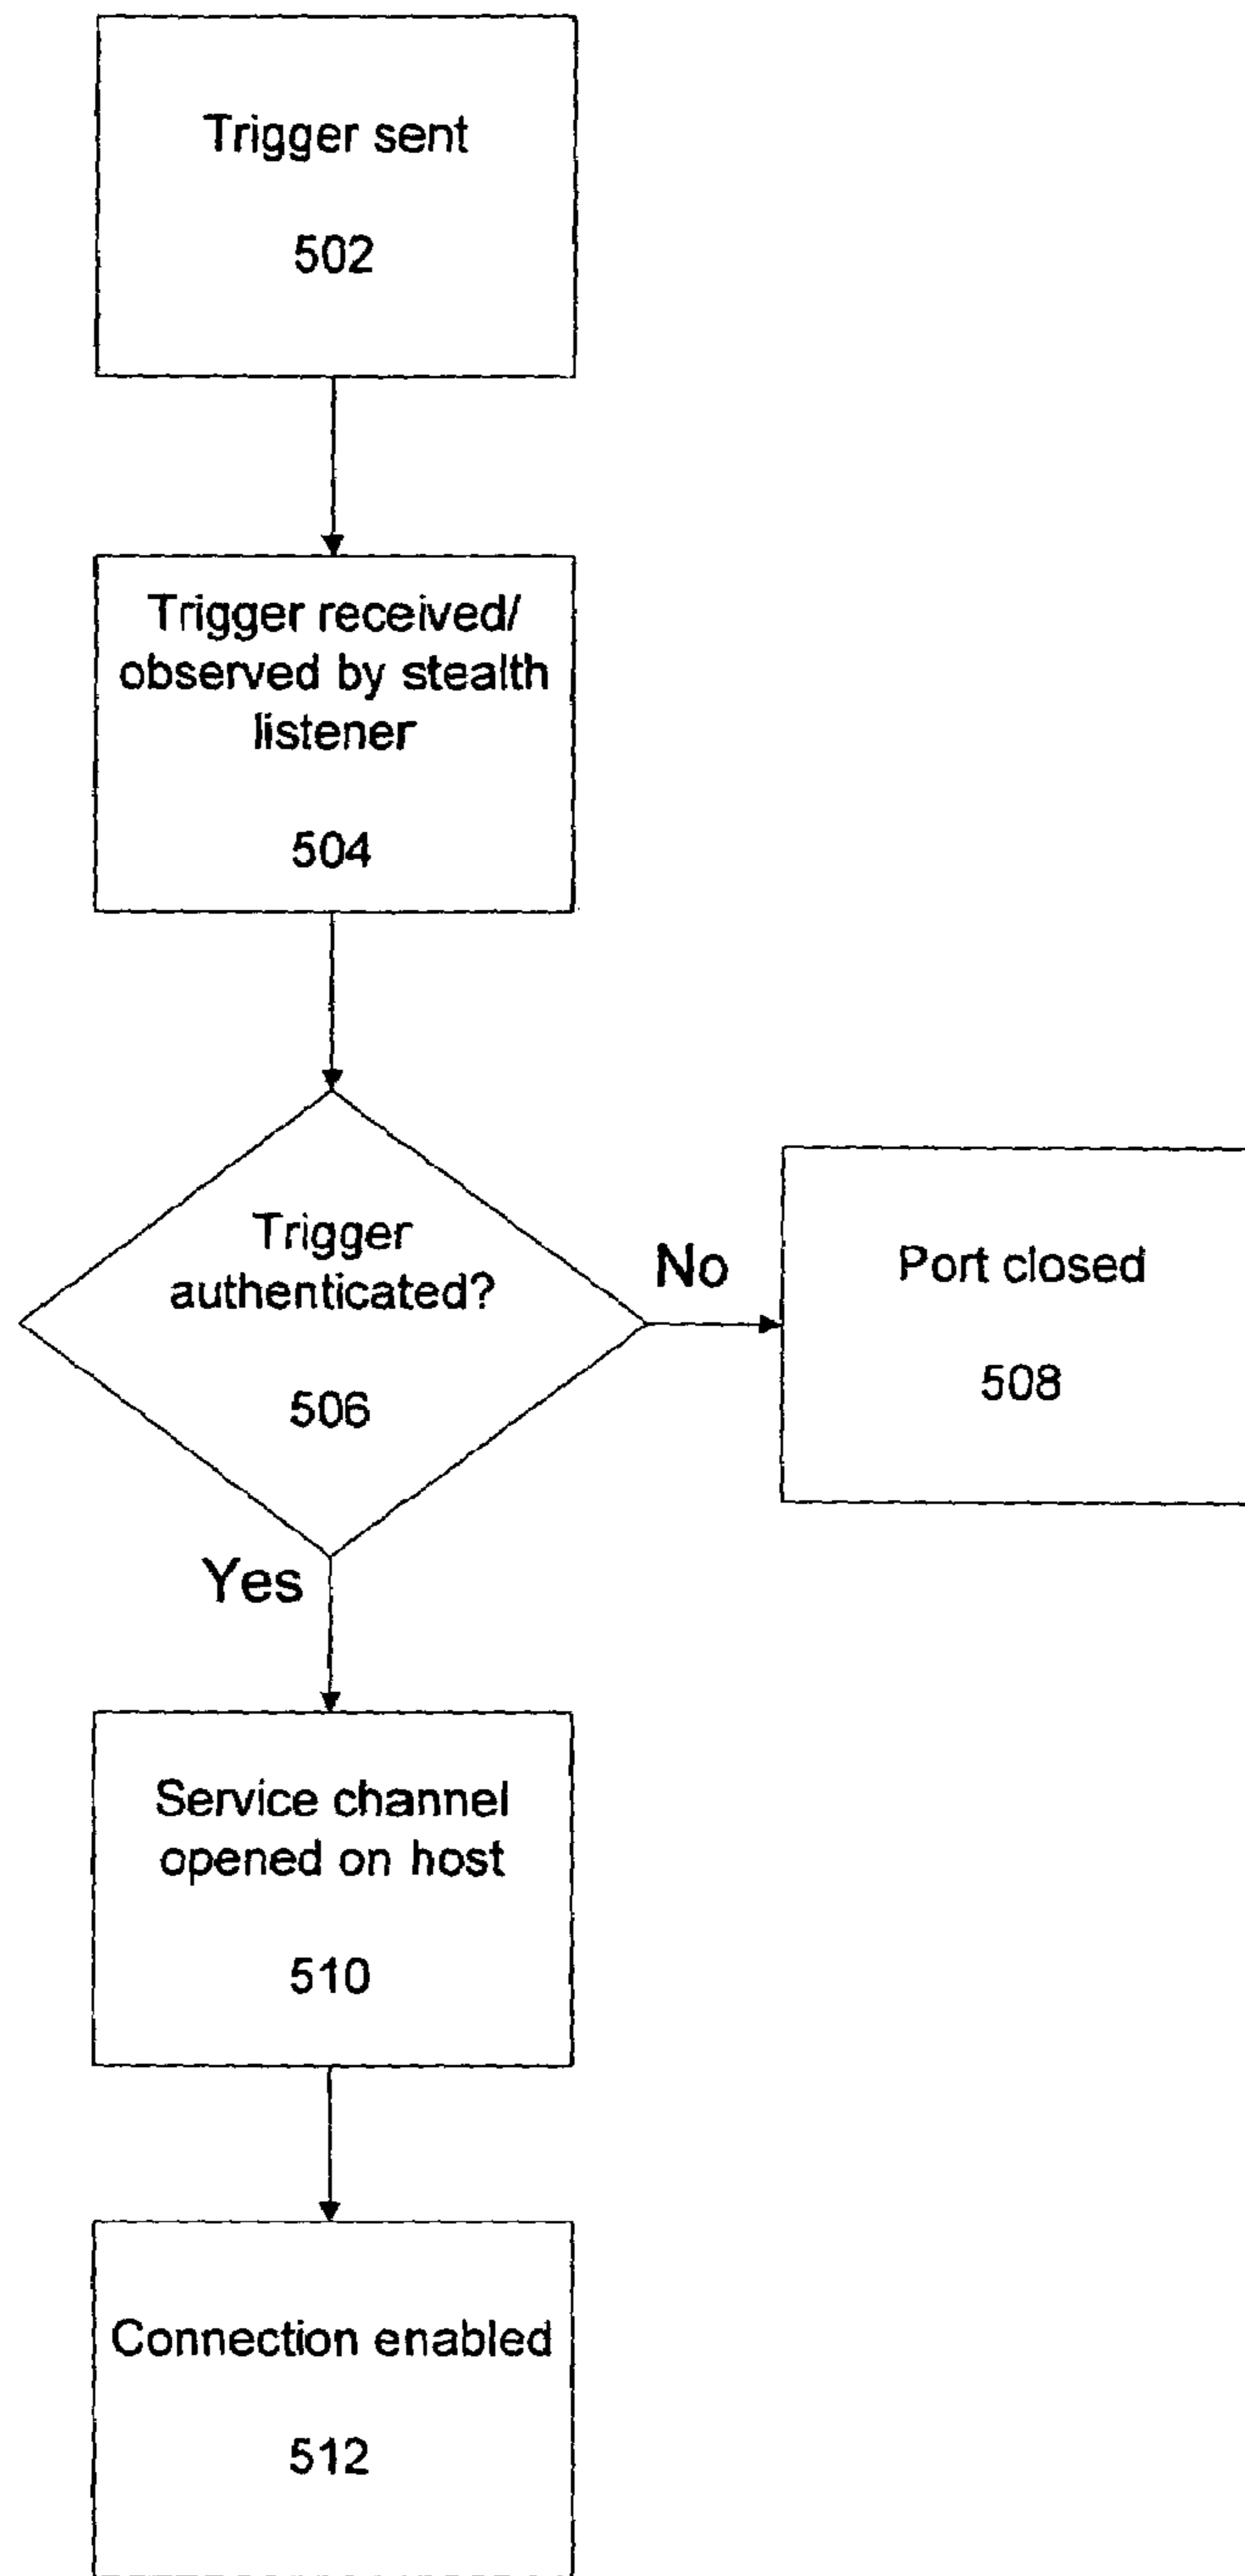 Trigger sent
502
Trigger received/
observed by stealth
listener
504
Trigger
authenticated?
506
No
Port closed
508
Yes
Service channel
opened on host
510
Connection enabled
512